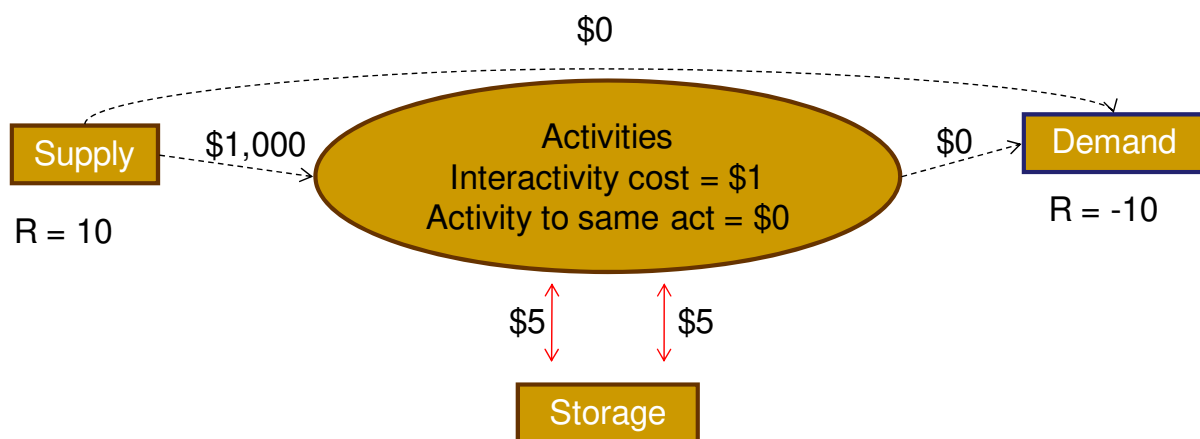 $0
Supply
$1,000
Activities
Interactivity cost = $1
Activity to same act = $0
$0
Demand
R = 10
R = -10
$5
$5
Storage